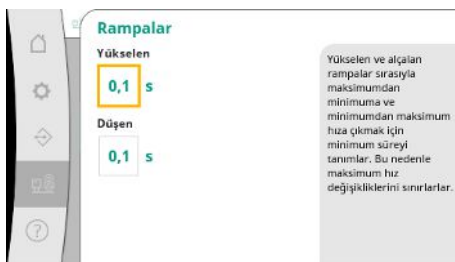 Rampalar
Yükselen
0,1 s
Düşen
0,1 s
Yükselen ve alçalan
rampalar sırasıyla
maksimumdan
minimuma ve
minimumdan maksimum
hıza çıkmak için
minimum süreyi
tanımlar. Bu nedenle
maksimum hız
değişikliklerini sınırlarlar.